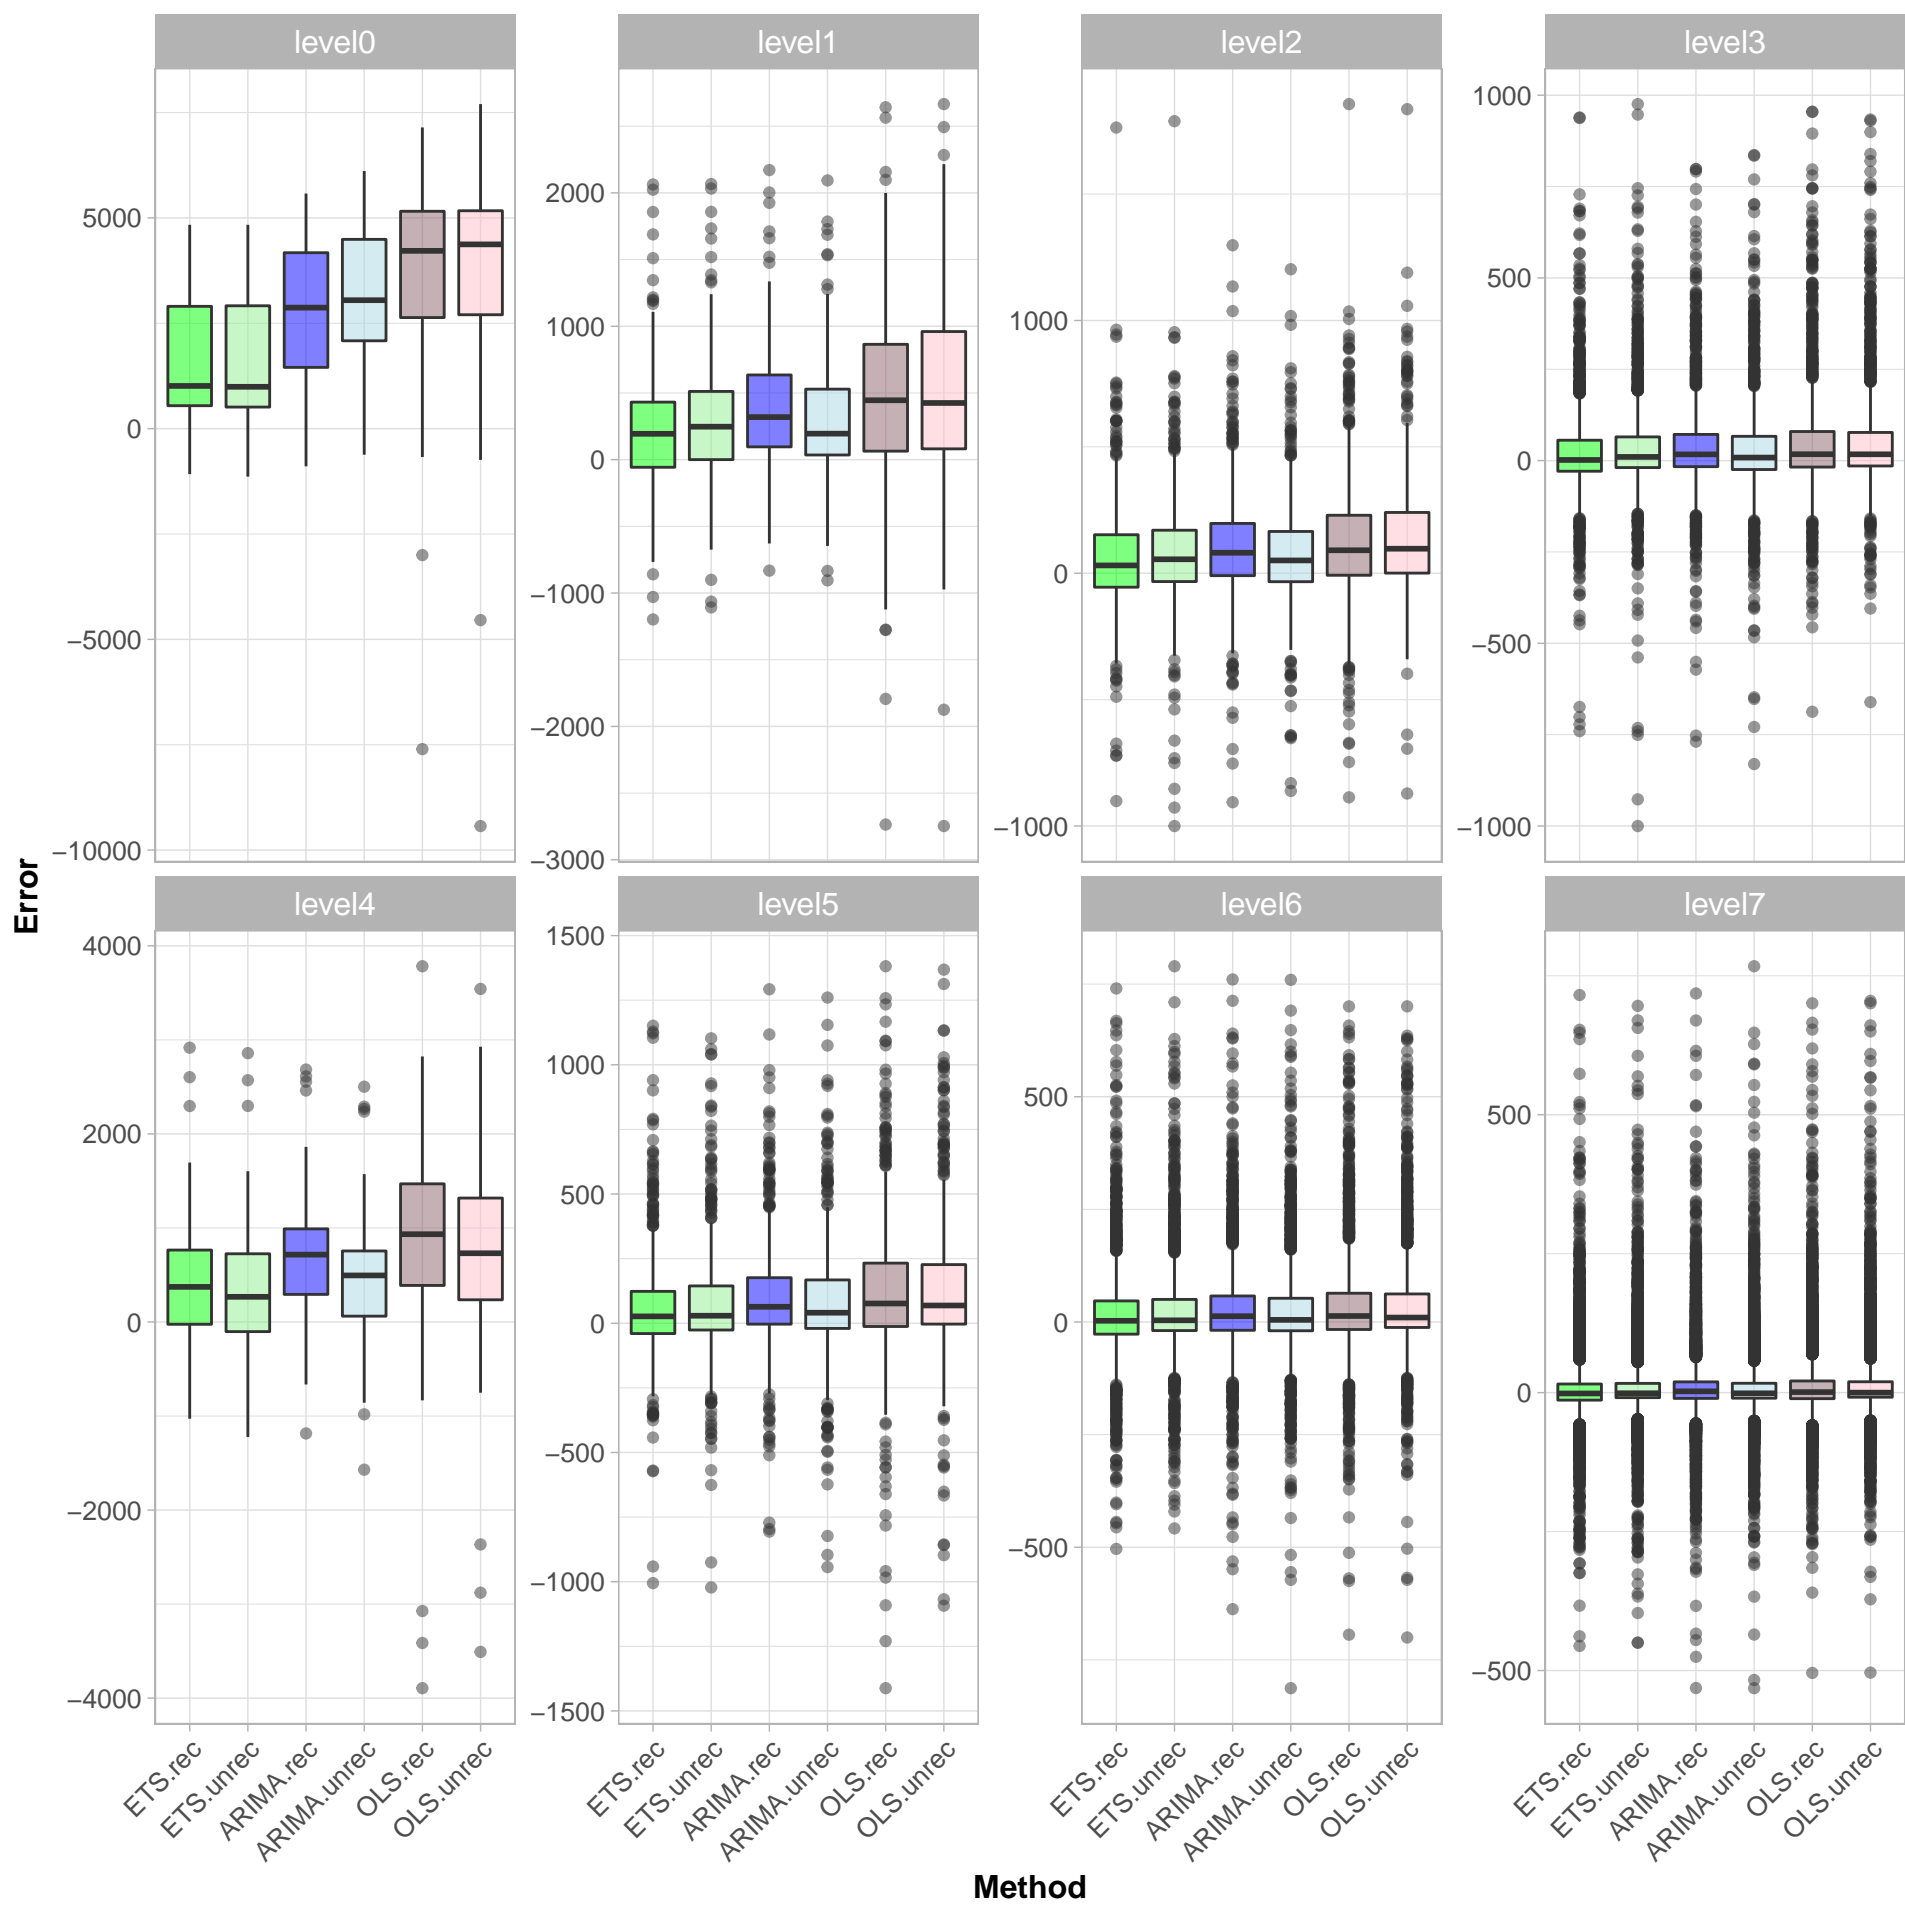 level0
level1
level2
level3
5000
0
−5000
−10000
2000
1000
0
−1000
−2000
−3000
1000
0
−1000
1000
500
0
−500
−1000
Error
level4
level5
level6
level7
4000
2000
0
−2000
−4000
1500
1000
500
0
−500
−1000
−1500
500
0
−500
500
0
−500
ETS.rec
ETS.unrec
ARIMA.rec
ARIMA.unrec
OLS.rec
OLS.unrec
ETS.rec
ETS.unrec
ARIMA.rec
ARIMA.unrec
OLS.rec
OLS.unrec
ETS.rec
ETS.unrec
ARIMA.rec
ARIMA.unrec
OLS.rec
OLS.unrec
ETS.rec
ETS.unrec
ARIMA.rec
ARIMA.unrec
OLS.rec
OLS.unrec
Method